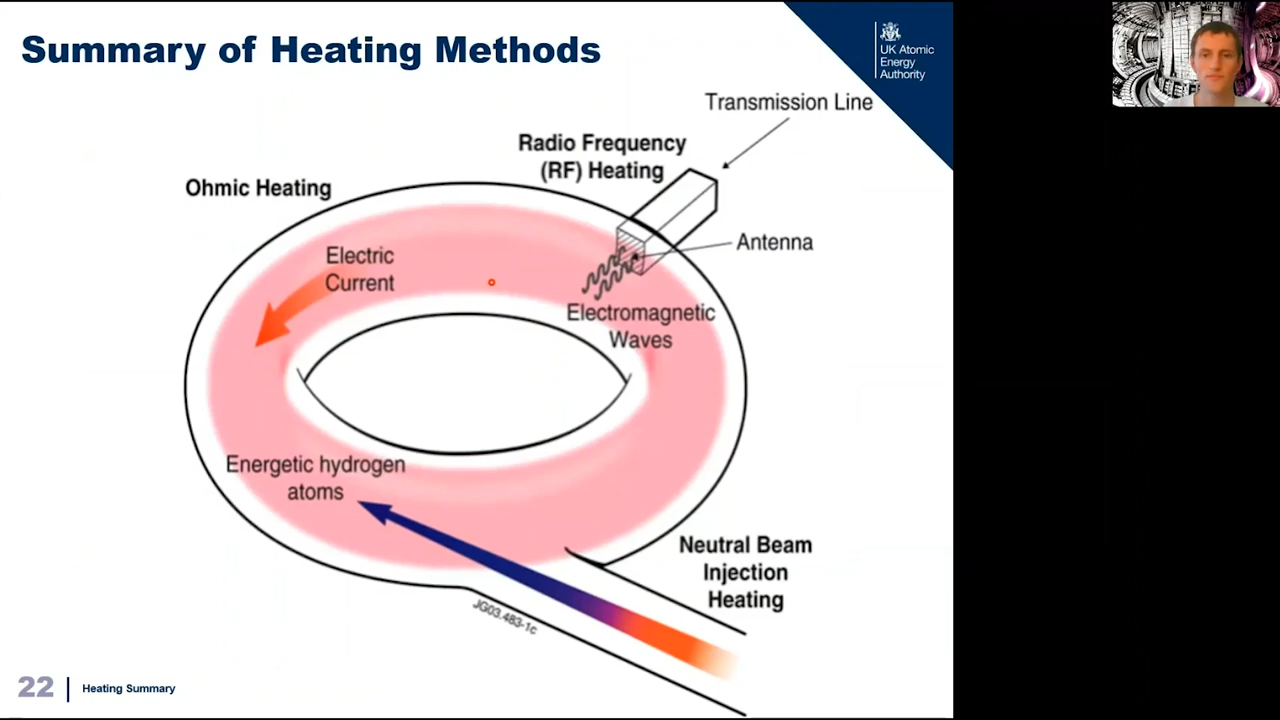 Summary of Heating Methods
UK Atomic
Energy
Authority
Transmission Line
Radio Frequency
(RF) Heating
Ohmic Heating
Antenna
Electric
Current
Electromagnetic
Waves
Energetic hydrogen
atoms
Neutral Beam
Injection
Heating
JG03.483-1c
22
Heating Summary